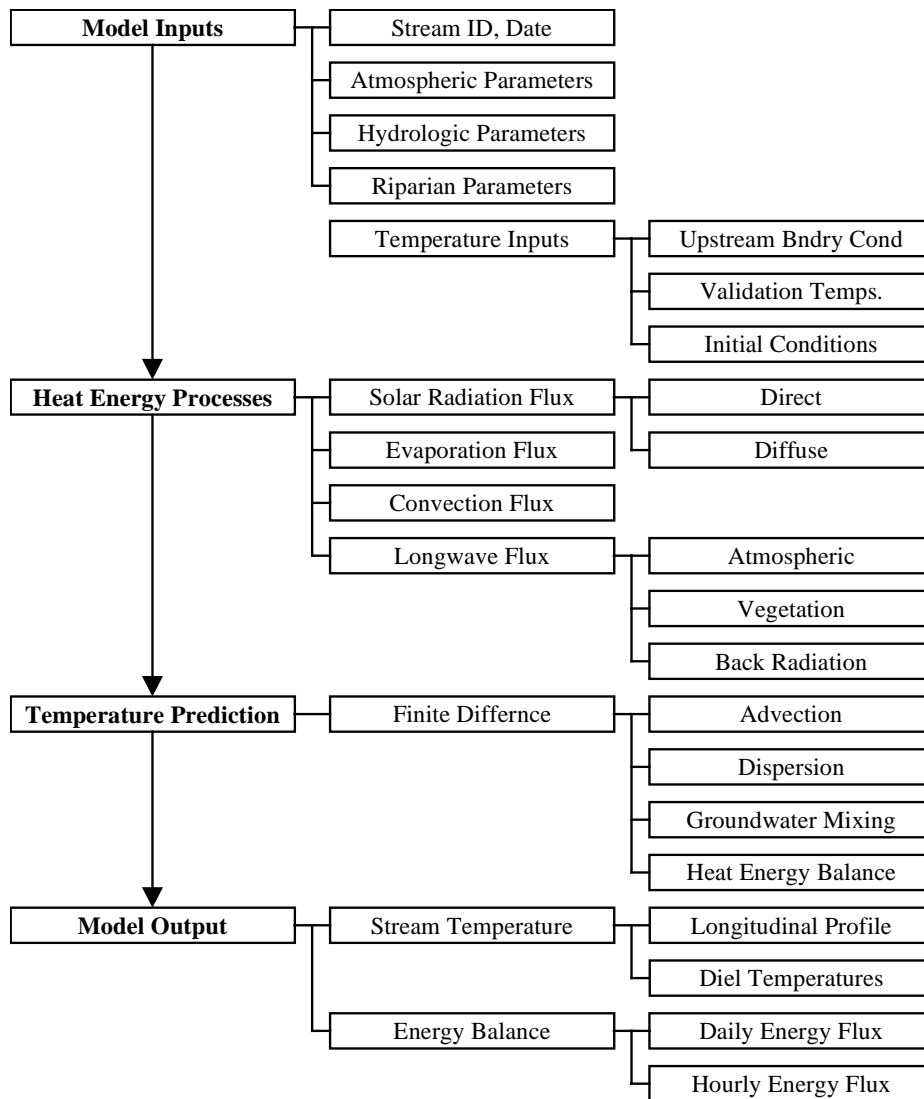 Model Inputs
Stream ID, Date
Atmospheric Parameters
Hydrologic Parameters
Riparian Parameters
Temperature Inputs
Upstream Bndry Cond
Validation Temps.
Initial Conditions
Heat Energy Processes
Solar Radiation Flux
Direct
Diffuse
Evaporation Flux
Convection Flux
Longwave Flux
Atmospheric
Vegetation
Back Radiation
Temperature Prediction
Finite Differnce
Advection
Dispersion
Groundwater Mixing
Heat Energy Balance
Model Output
Stream Temperature
Longitudinal Profile
Diel Temperatures
Energy Balance
Daily Energy Flux
Hourly Energy Flux